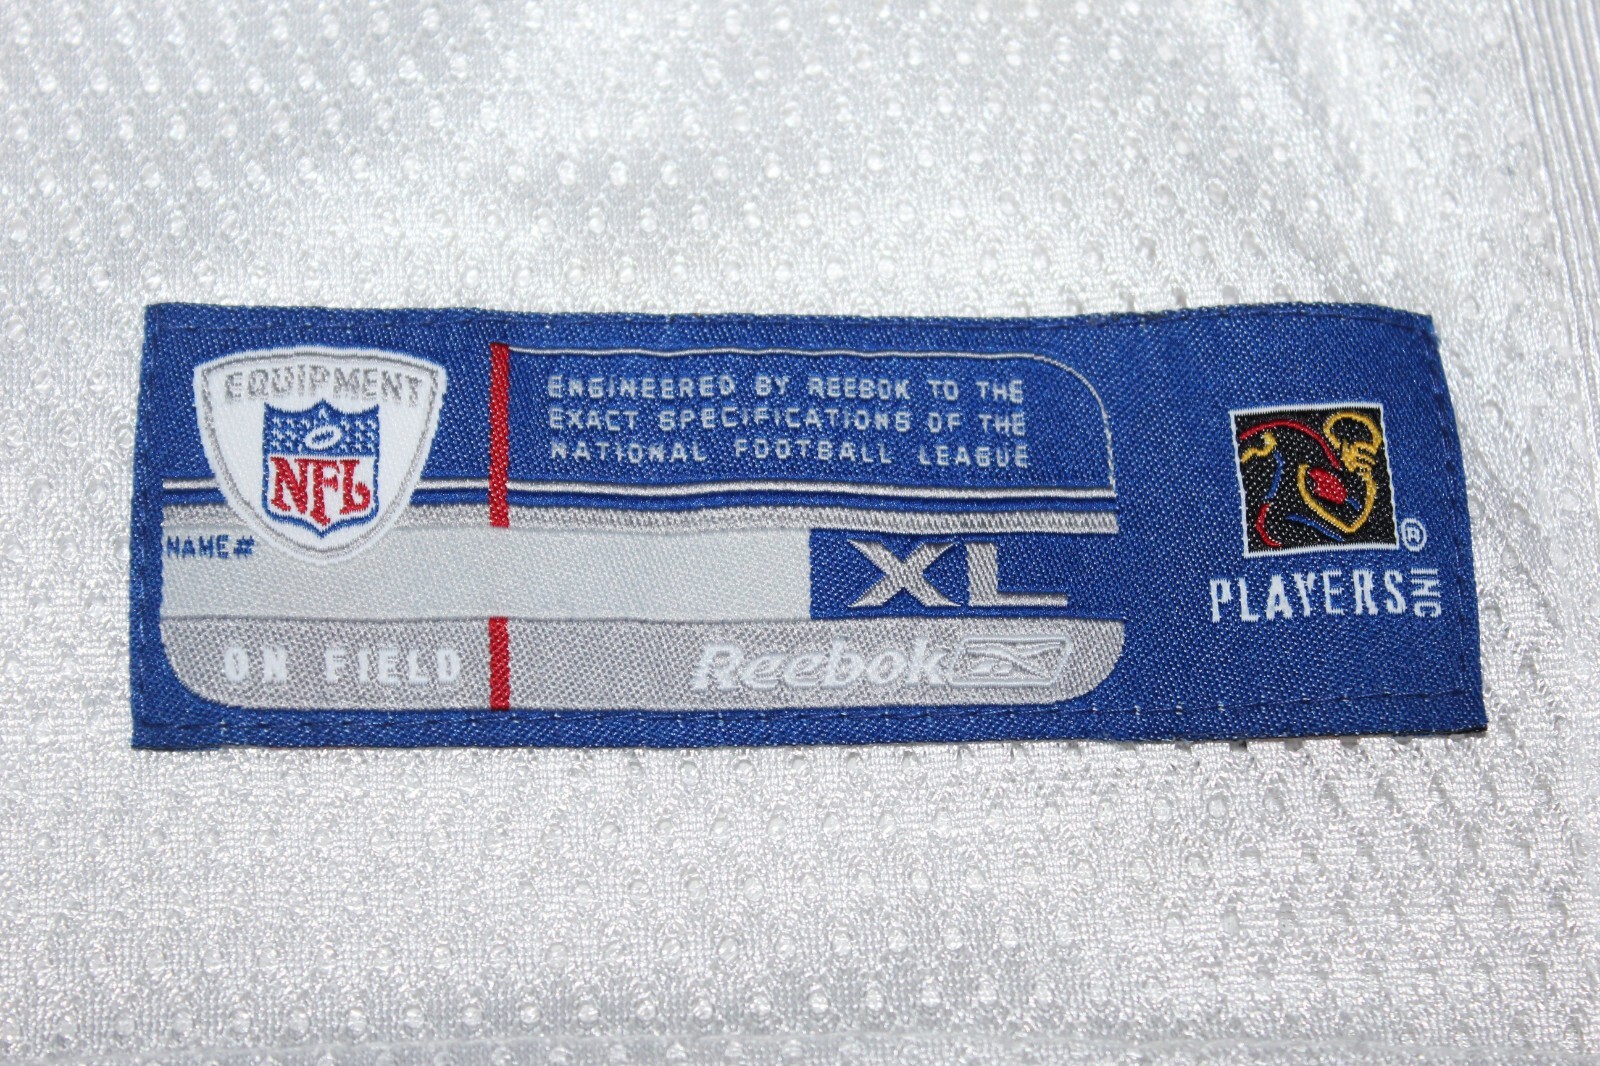 EQUIPMENT
NFL
ENGINEERED BY REEBOK TO THE
EXACT SPECIFICATIONS OF THE
NATIONAL FOOTBALL LEAGUE
NAME#
XL
ON FIELD
Reebok
®
PLAYERS INC